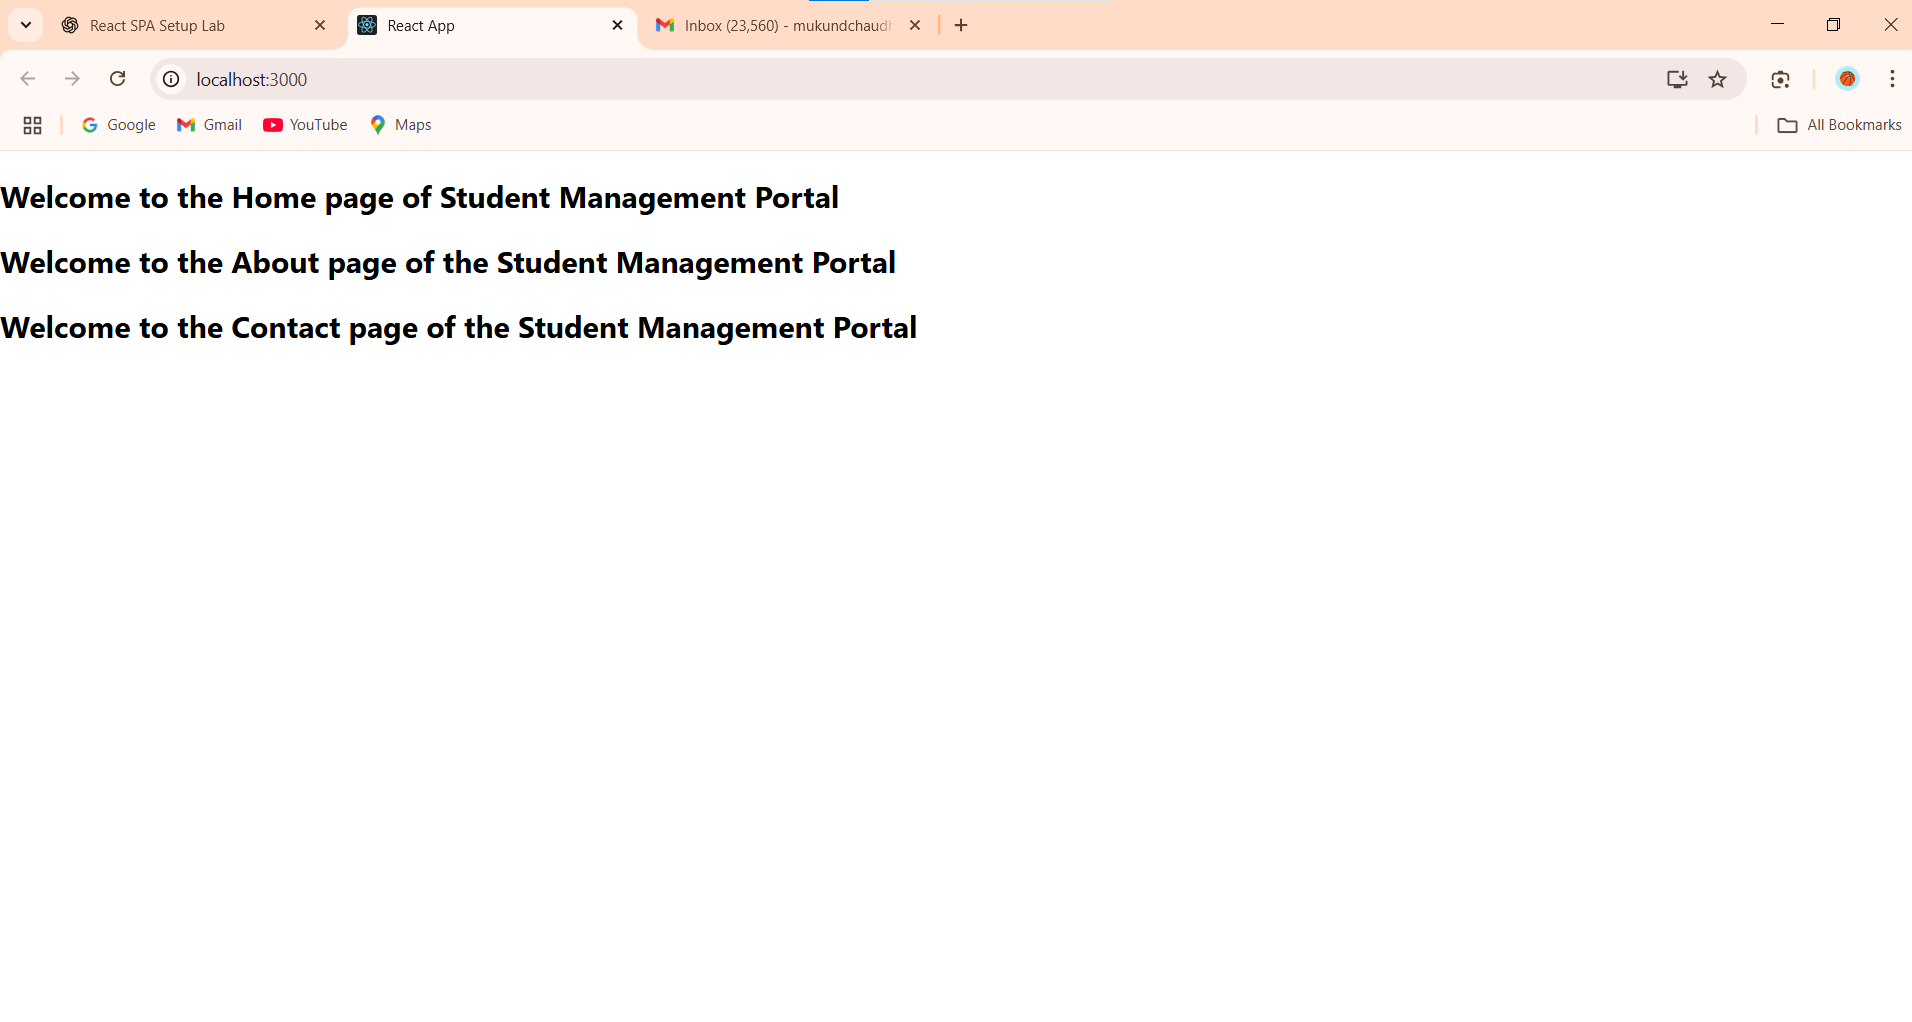 React SPA Setup Lab
React App
Inbox (23,560) - mukundchaudh
localhost:3000
Google
Gmail
YouTube
Maps
All Bookmarks
Welcome to the Home page of Student Management Portal
Welcome to the About page of the Student Management Portal
Welcome to the Contact page of the Student Management Portal